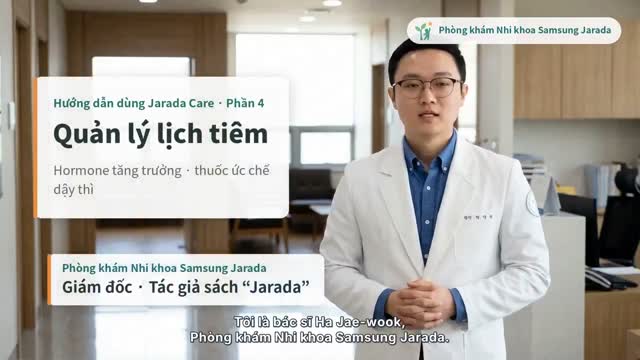 Phòng khám Nhi khoa Samsung Jarada
Hướng dẫn dùng Jarada Care · Phần 4
Quản lý lịch tiêm
Hormone tăng trưởng · thuốc ức chế
dậy thì
Phòng khám Nhi khoa Samsung Jarada
Giám đốc · Tác giả sách “Jarada”
Tôi là bác sĩ Ha Jae-wook,
Phòng khám Nhi khoa Samsung Jarada.